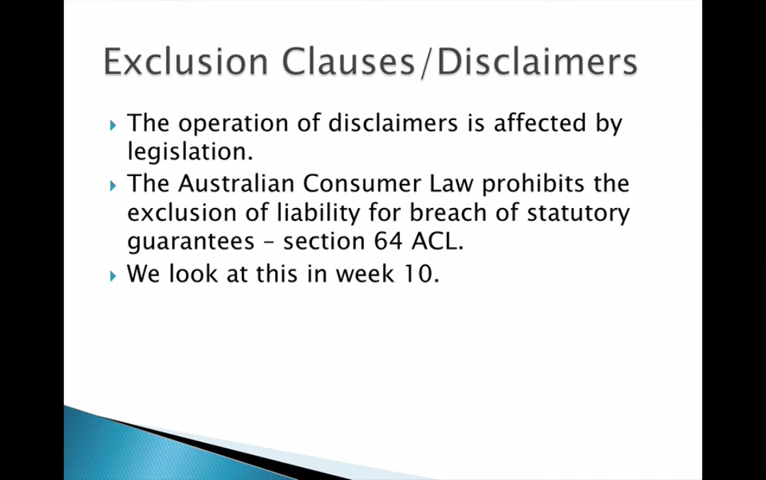 Exclusion Clauses/Disclaimers
The operation of disclaimers is affected by
legislation.
The Australian Consumer Law prohibits the
exclusion of liability for breach of statutory
guarantees – section 64 ACL.
We look at this in week 10.